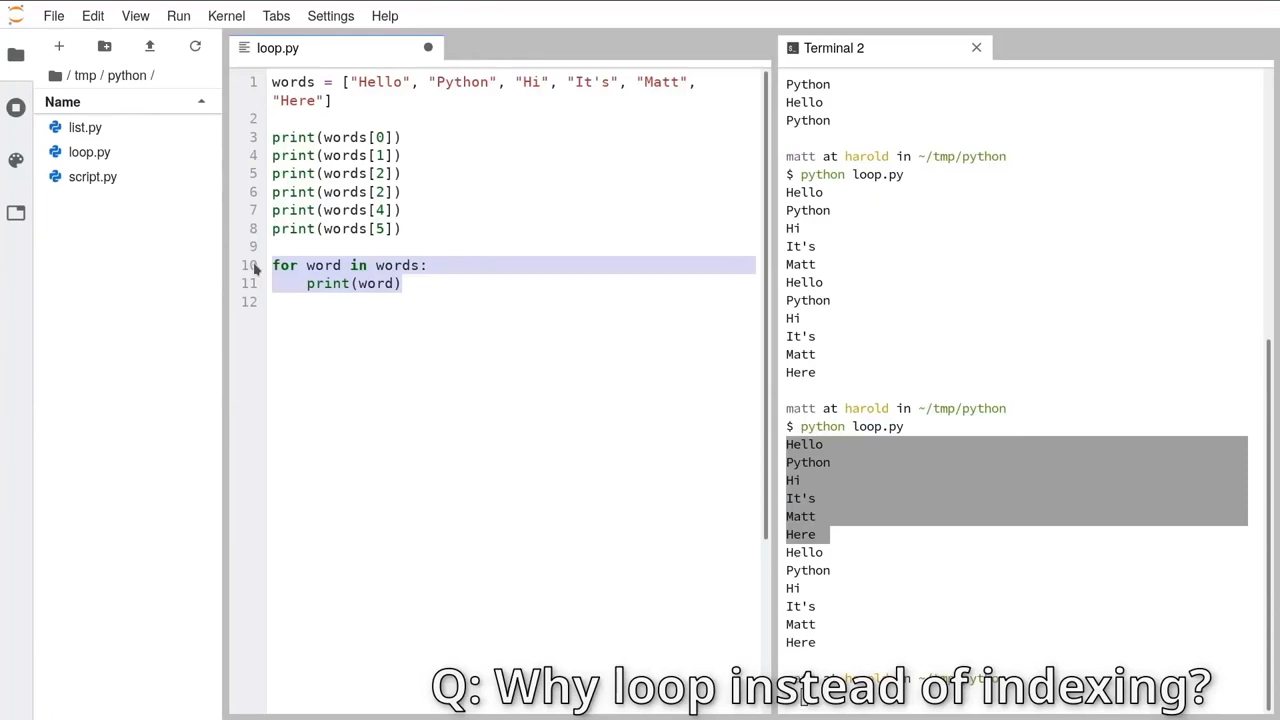 File Edit View Run Kernel Tabs Settings Help
/ tmp / python /
Name
list.py
loop.py
script.py
loop.py
1 words = ["Hello", "Python", "Hi", "It's", "Matt",
"Here"]
2
3 print(words[0])
4 print(words[1])
5 print(words[2])
6 print(words[2])
7 print(words[4])
8 print(words[5])
9
10 for word in words:
11 print(word)
12
Terminal 2
Python
Hello
Python
matt at harold in ~/tmp/python
$ python loop.py
Hello
Python
Hi
It's
Matt
Hello
Python
Hi
It's
Matt
Here
matt at harold in ~/tmp/python
$ python loop.py
Hello
Python
Hi
It's
Matt
Here
Hello
Python
Hi
It's
Matt
Here
Q: Why loop instead of indexing?